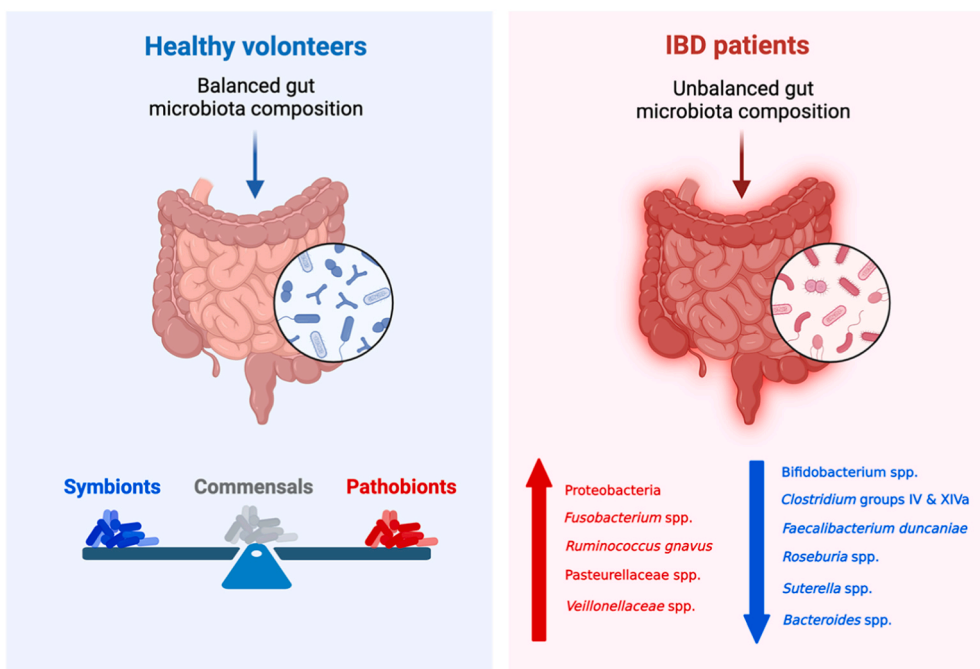 Healthy volunteers
Balanced gut
microbiota composition
Symbionts
Commensals
Pathobionts
IBD patients
Unbalanced gut
microbiota composition
Proteobacteria
Fusobacterium spp.
Ruminococcus gnavus
Pasteurellaceae spp.
Veillonellaceae spp.
Bifidobacterium spp.
Clostridium groups IV & XIVa
Faecalibacterium duncaniae
Roseburia spp.
Suterella spp.
Bacteroides spp.